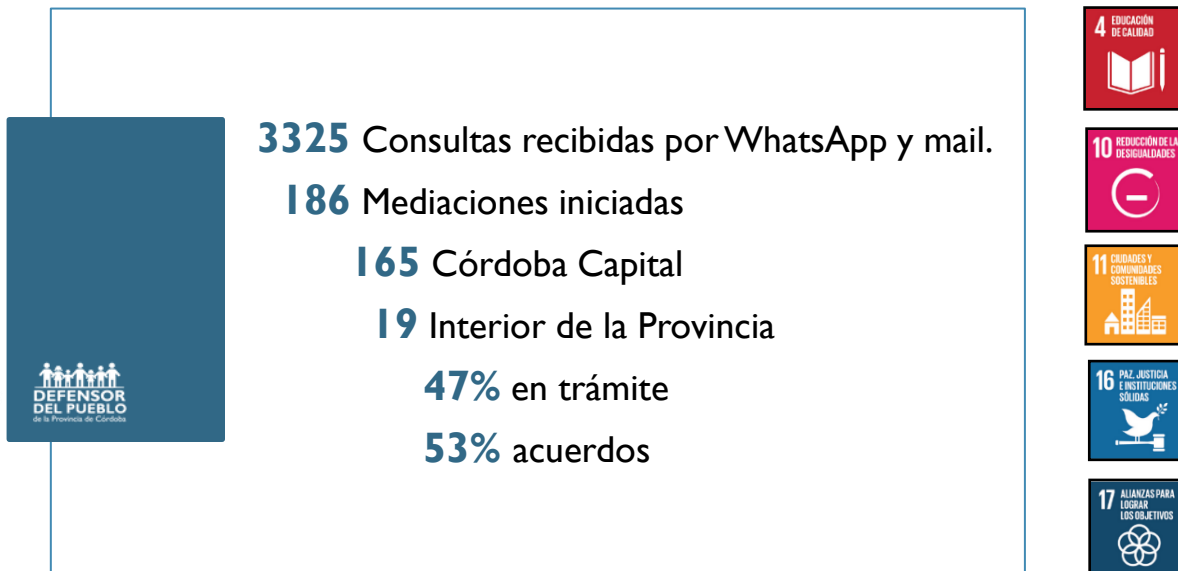 3325 Consultas recibidas por WhatsApp y mail.
186 Mediaciones iniciadas
165 Córdoba Capital
19 Interior de la Provincia
47% en trámite
53% acuerdos
DEFENSOR
DEL PUEBLO
de la Provincia de Córdoba
4 EDUCACIÓN
DE CALIDAD
10 REDUCCIÓN DE LA
DESIGUALDADES
11 CIUDADES Y
COMUNIDADES
SOSTENIBLES
16 PAZ, JUSTICIA
E INSTITUCIONES
SÓLIDAS
17 ALIANZAS PARA
LOGRAR
LOS OBJETIVOS